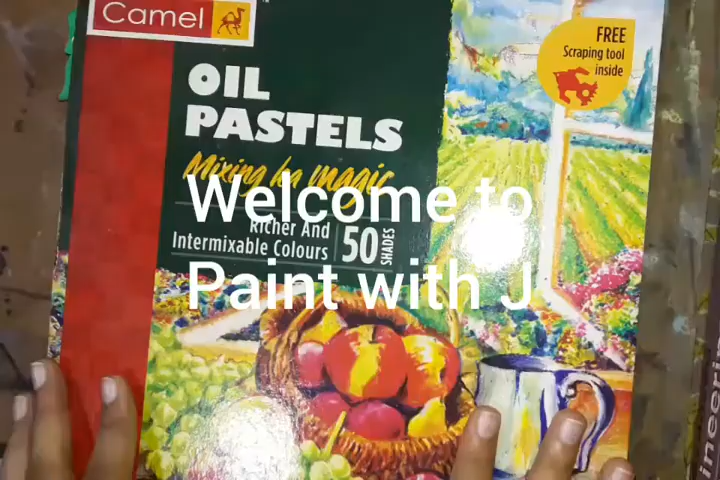 Camel
FREE
Scraping tool
inside
OIL
PASTELS
Mixing ka magic
Richer And
Intermixable Colours
50
SHADES
Welcome to
Paint with J